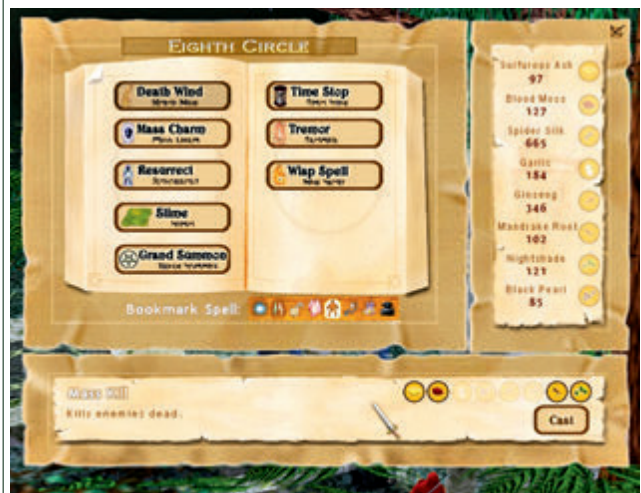 Eighth Circle
Death Wind
Mass Charm
Resurrect
Slime
Grand Summon
Time Stop
Tremor
Wisp Spell
Bookmark Spell:
Sulfurous Ash
97
Blood Moss
127
Spider Silk
665
Garlic
184
Ginseng
346
Mandrake Root
102
Nightshade
121
Black Pearl
85
Mass Kill
Kills enemies dead.
Cast